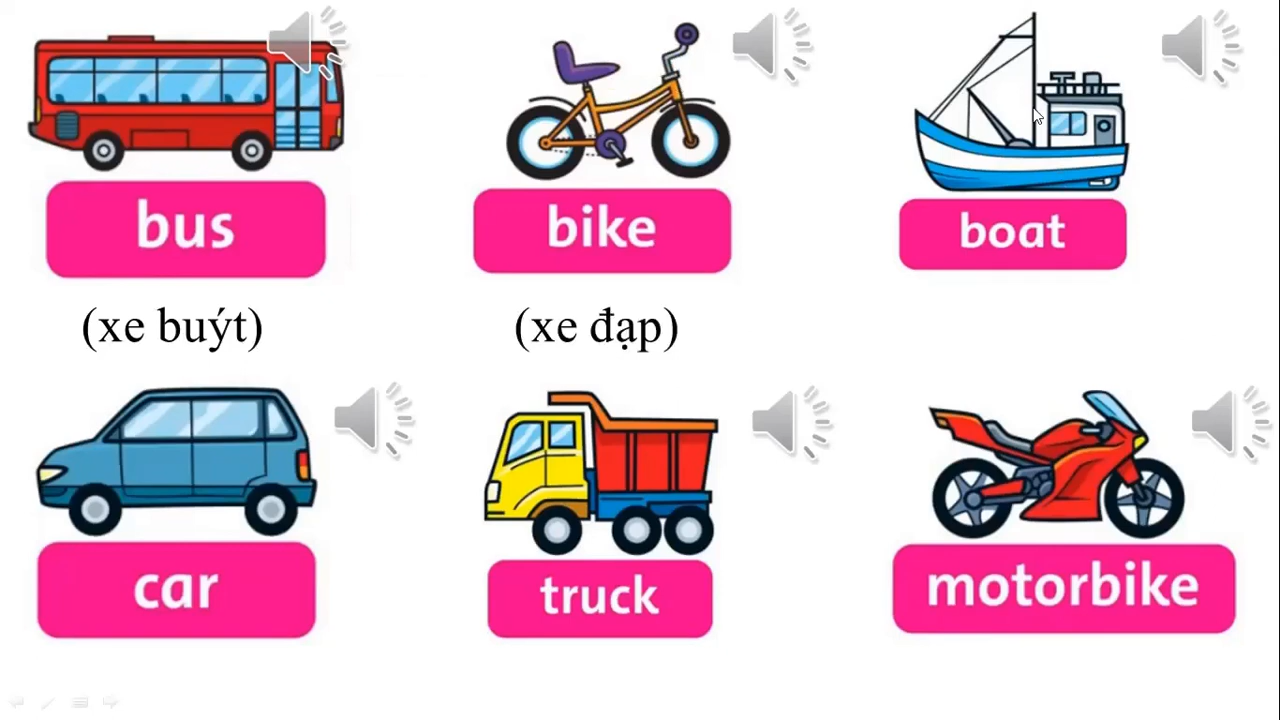 bus
bike
boat
(xe buýt)
(xe đạp)
car
truck
motorbike